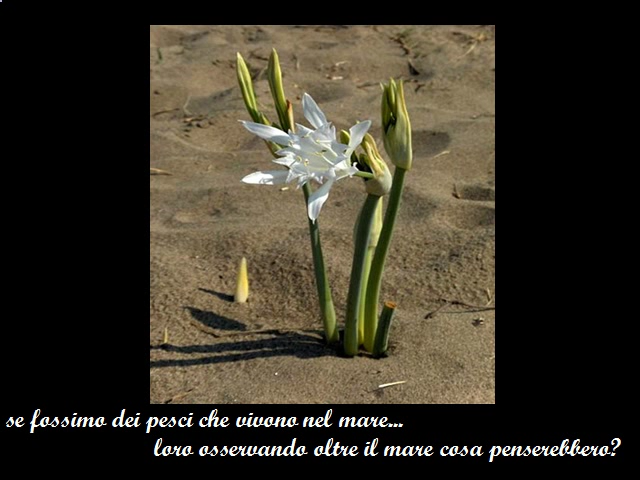 se fossimo dei pesci che vivono nel mare...
loro osservando oltre il mare cosa penserebbero?